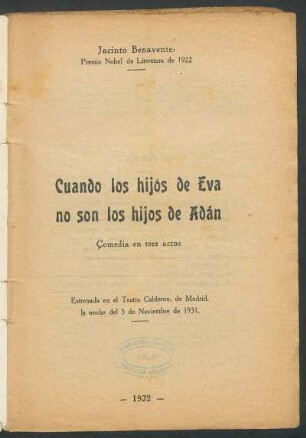 Jacinto Benavente
Premio Nobel de Literatura de 1922
Cuando los hijos de Eva
no son los hijos de Adán
Comedia en tres actos
Estrenada en el Teatro Calderon, de Madrid,
la noche del 5 de Noviembre de 1931.
— 1932 —